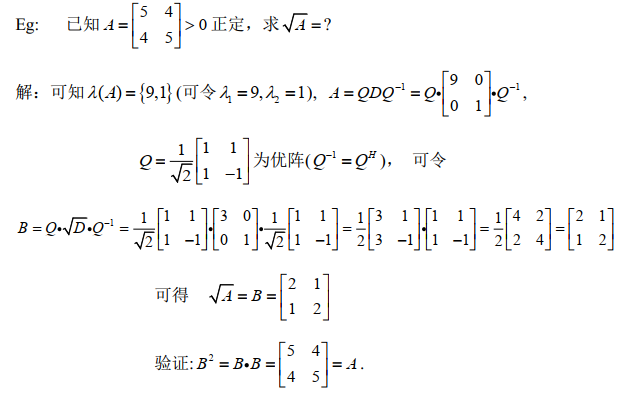 Eg: 已知 A = [5 4; 4 5] > 0 正定，求 √A = ?
解：可知 λ(A) = {9,1} (可令 λ₁ = 9, λ₂ = 1), A = QDQ⁻¹ = Q•[9 0; 0 1]•Q⁻¹,
Q = 1/√2 [1 1; 1 −1] 为优阵(Q⁻¹ = Qᴴ)， 可令
B = Q•√D•Q⁻¹ = 1/√2 [1 1; 1 −1]•[3 0; 0 1]•1/√2 [1 1; 1 −1] = 1/2 [3 1; 3 −1]•[1 1; 1 −1] = 1/2 [4 2; 2 4] = [2 1; 1 2]
可得 √A = B = [2 1; 1 2]
验证: B² = B•B = [5 4; 4 5] = A.